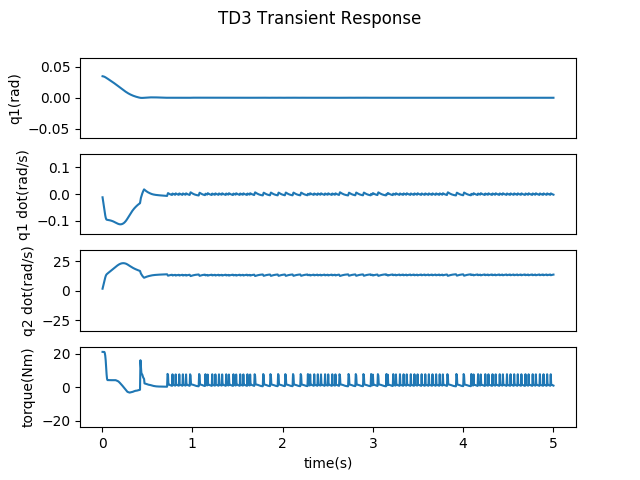 TD3 Transient Response
q1(rad)
0.05
0.00
−0.05
q1 dot(rad/s)
0.1
0.0
−0.1
q2 dot(rad/s)
25
0
−25
torque(Nm)
20
0
−20
0 1 2 3 4 5
time(s)